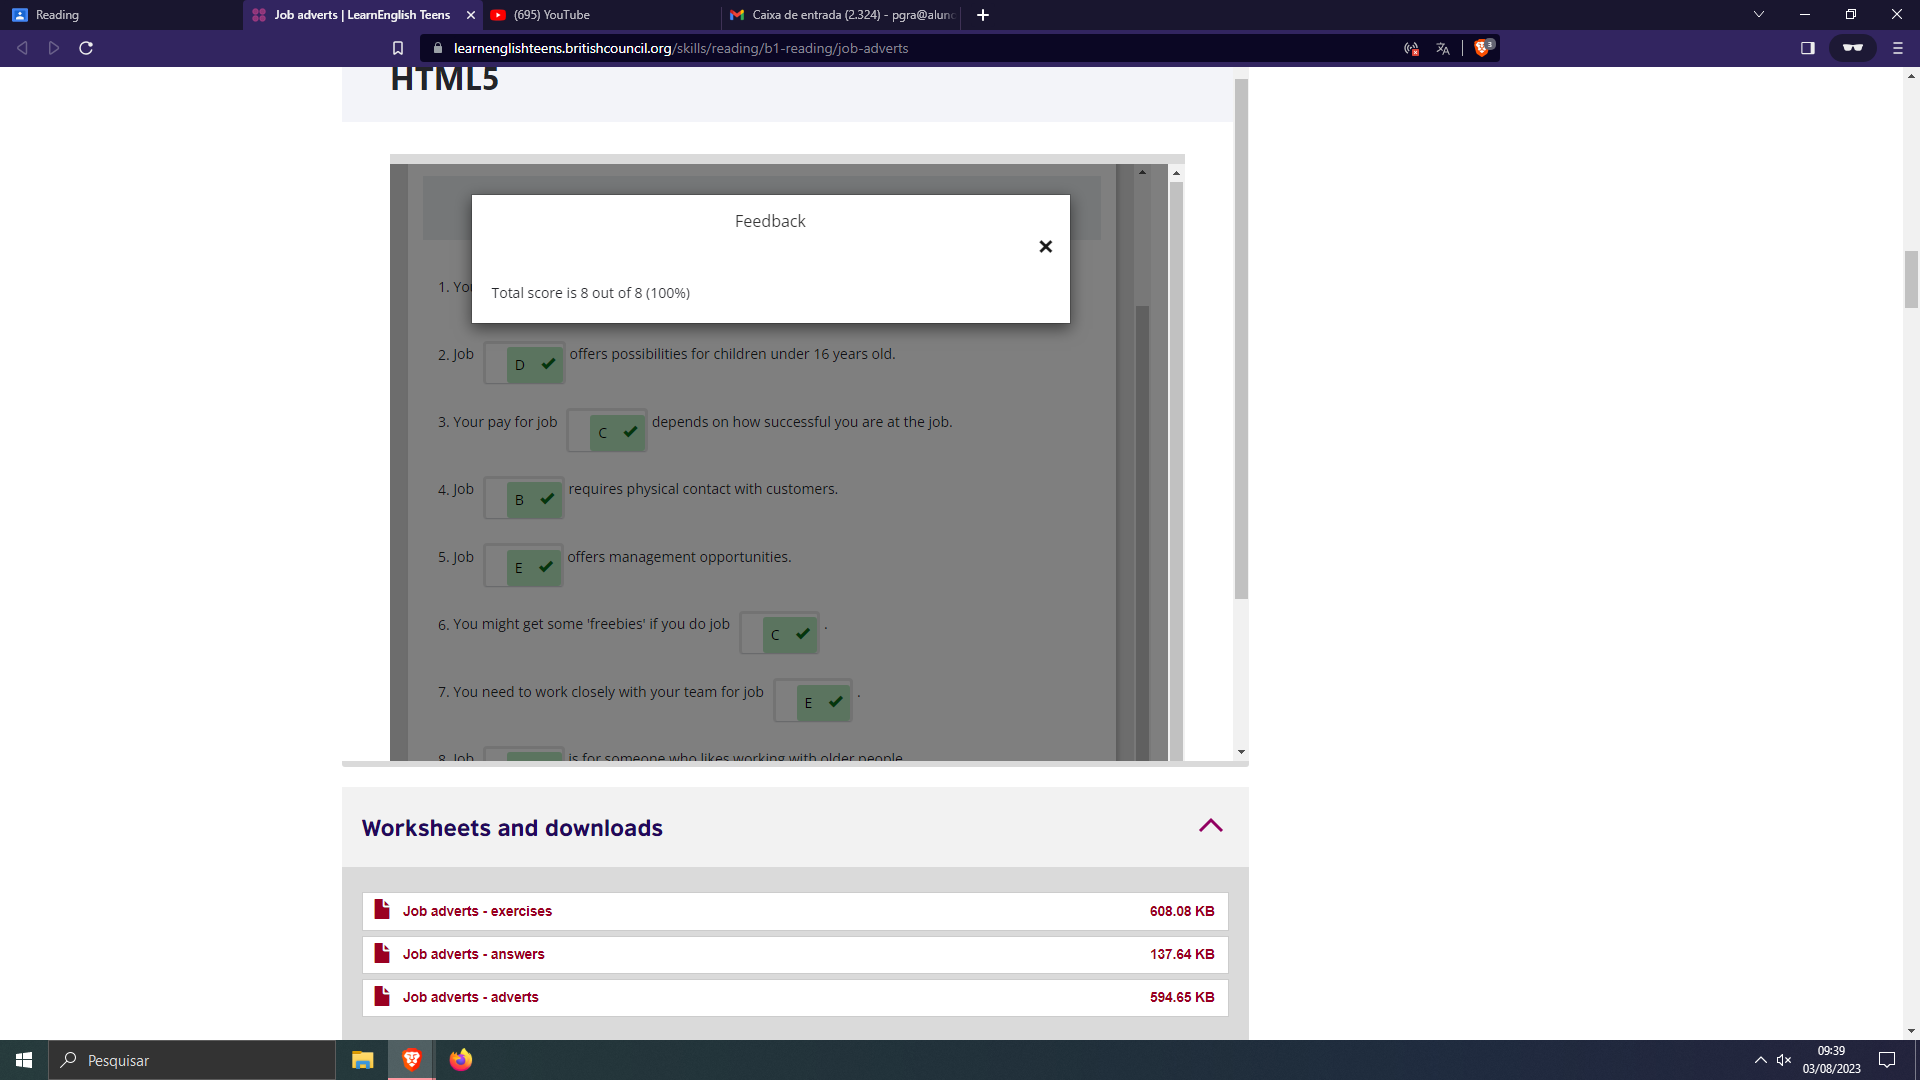 Reading
Job adverts | LearnEnglish Teens
(695) YouTube
Caixa de entrada (2.324) - pgra@alunc
learnenglishteens.britishcouncil.org/skills/reading/b1-reading/job-adverts
3
HTML5
Feedback
Total score is 8 out of 8 (100%)
1. You
2. Job D offers possibilities for children under 16 years old.
3. Your pay for job C depends on how successful you are at the job.
4. Job B requires physical contact with customers.
5. Job E offers management opportunities.
6. You might get some 'freebies' if you do job C .
7. You need to work closely with your team for job E .
8. Job is for someone who likes working with older people
Worksheets and downloads
Job adverts - exercises 608.08 KB
Job adverts - answers 137.64 KB
Job adverts - adverts 594.65 KB
Pesquisar
09:39
03/08/2023